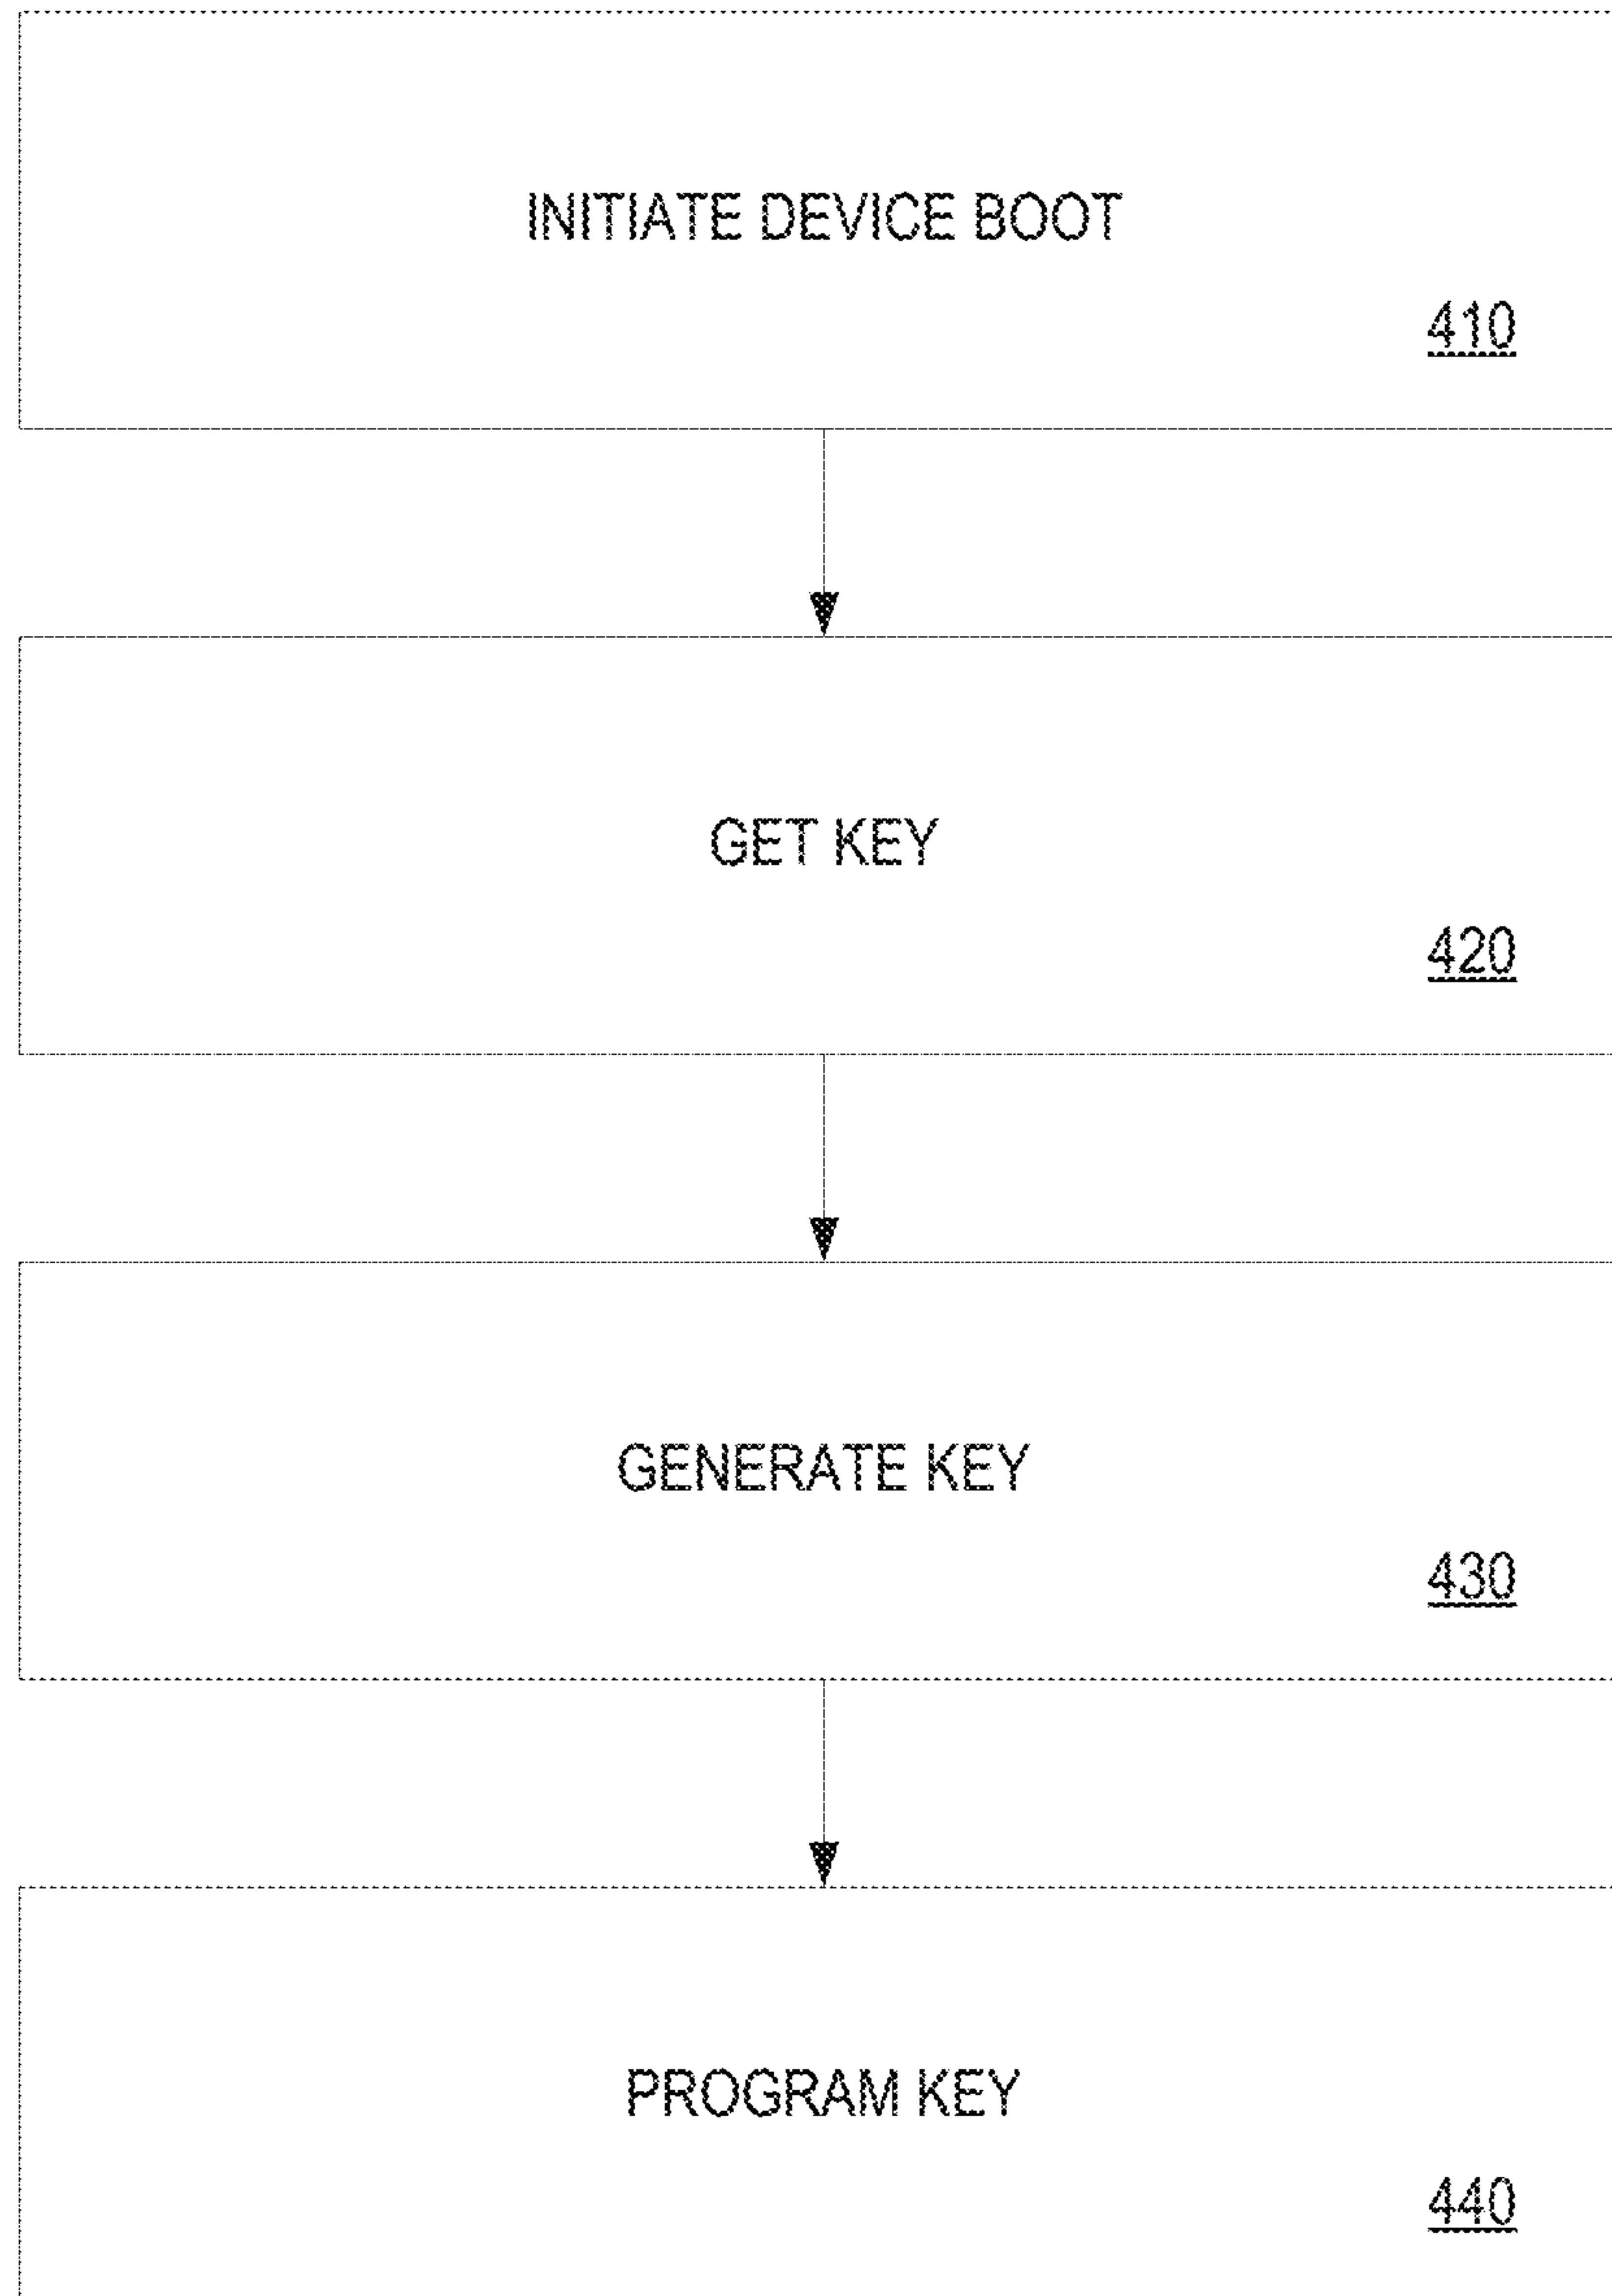 INITIATE DEVICE BOOT
410
GET KEY
420
GENERATE KEY
430
PROGRAM KEY
440